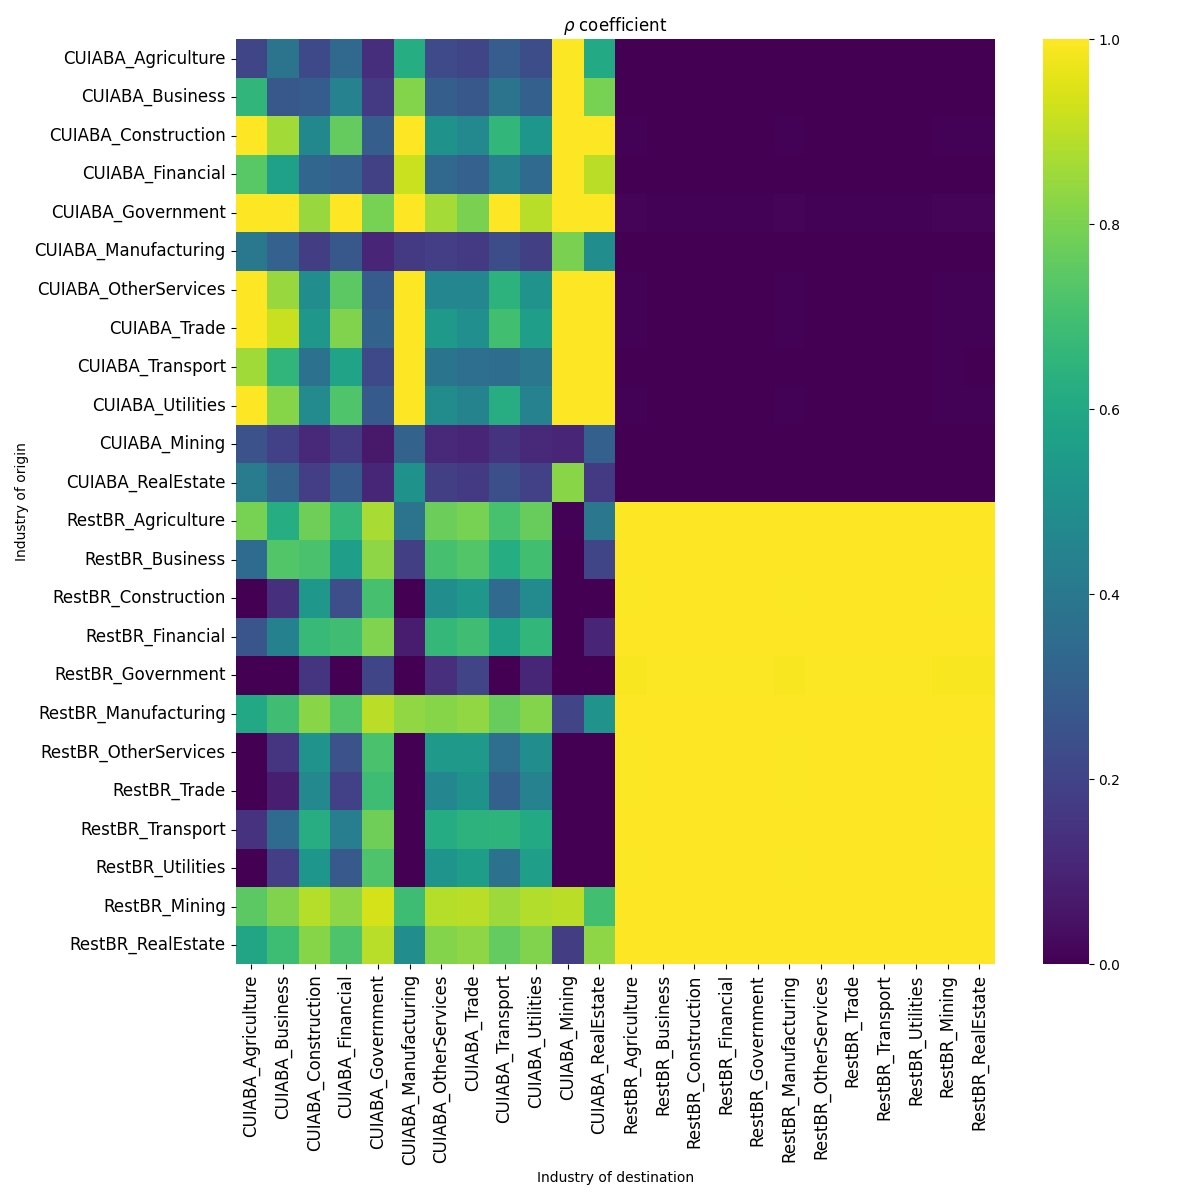 ρ coefficient
CUIABA_Agriculture
CUIABA_Business
CUIABA_Construction
CUIABA_Financial
CUIABA_Government
CUIABA_Manufacturing
CUIABA_OtherServices
CUIABA_Trade
CUIABA_Transport
CUIABA_Utilities
CUIABA_Mining
CUIABA_RealEstate
RestBR_Agriculture
RestBR_Business
RestBR_Construction
RestBR_Financial
RestBR_Government
RestBR_Manufacturing
RestBR_OtherServices
RestBR_Trade
RestBR_Transport
RestBR_Utilities
RestBR_Mining
RestBR_RealEstate
Industry of origin
CUIABA_Agriculture
CUIABA_Business
CUIABA_Construction
CUIABA_Financial
CUIABA_Government
CUIABA_Manufacturing
CUIABA_OtherServices
CUIABA_Trade
CUIABA_Transport
CUIABA_Utilities
CUIABA_Mining
CUIABA_RealEstate
RestBR_Agriculture
RestBR_Business
RestBR_Construction
RestBR_Financial
RestBR_Government
RestBR_Manufacturing
RestBR_OtherServices
RestBR_Trade
RestBR_Transport
RestBR_Utilities
RestBR_Mining
RestBR_RealEstate
Industry of destination
1.0
0.8
0.6
0.4
0.2
0.0